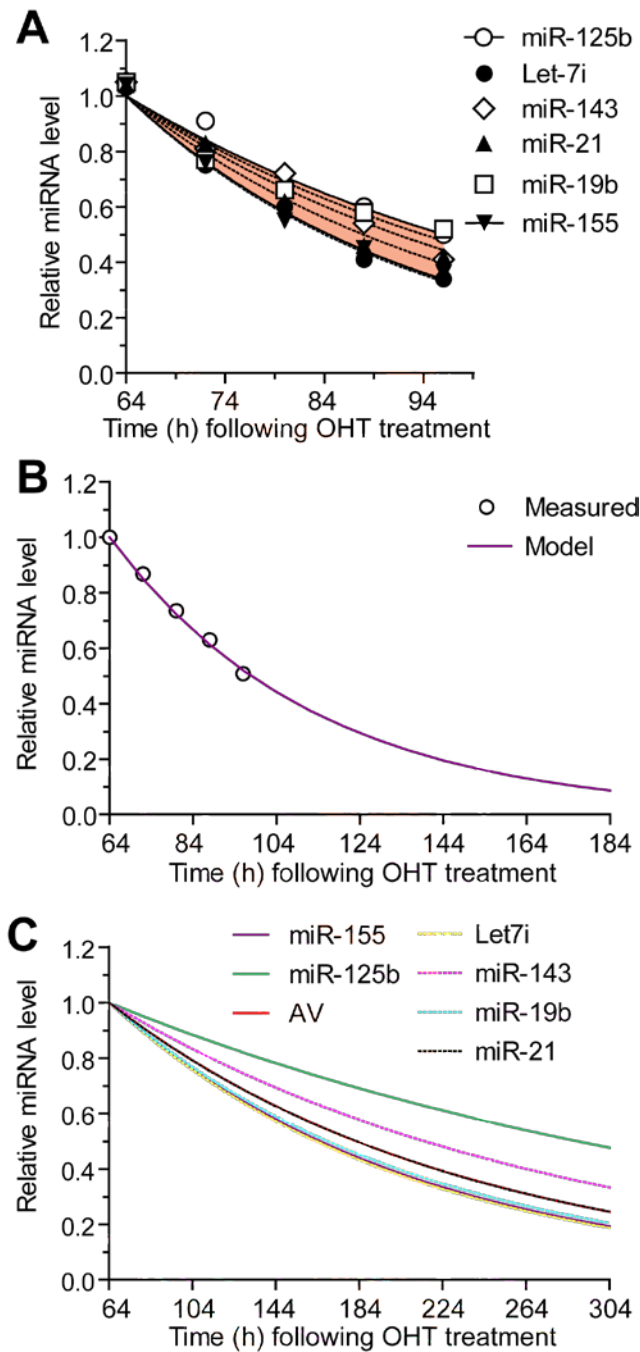 A
1.2
1.0
0.8
0.6
0.4
0.2
0.0
Relative miRNA level
64
74
84
94
Time (h) following OHT treatment
miR-125b
Let-7i
miR-143
miR-21
miR-19b
miR-155
B
1.2
1.0
0.8
0.6
0.4
0.2
0.0
Relative miRNA level
64
84
104
124
144
164
184
Time (h) following OHT treatment
Measured
Model
C
1.2
1.0
0.8
0.6
0.4
0.2
0.0
Relative miRNA level
64
104
144
184
224
264
304
Time (h) following OHT treatment
miR-155
miR-125b
AV
Let7i
miR-143
miR-19b
miR-21